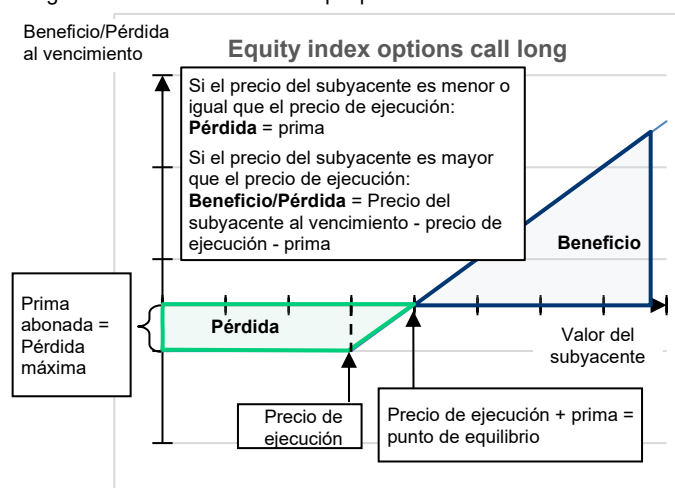 Beneficio/Pérdida
al vencimiento
Equity index options call long
Si el precio del subyacente es menor o
igual que el precio de ejecución:
Pérdida = prima
Si el precio del subyacente es mayor
que el precio de ejecución:
Beneficio/Pérdida = Precio del
subyacente al vencimiento - precio de
ejecución - prima
Beneficio
Prima
abonada =
Pérdida
máxima
Pérdida
Valor del
subyacente
Precio de
ejecución
Precio de ejecución + prima =
punto de equilibrio